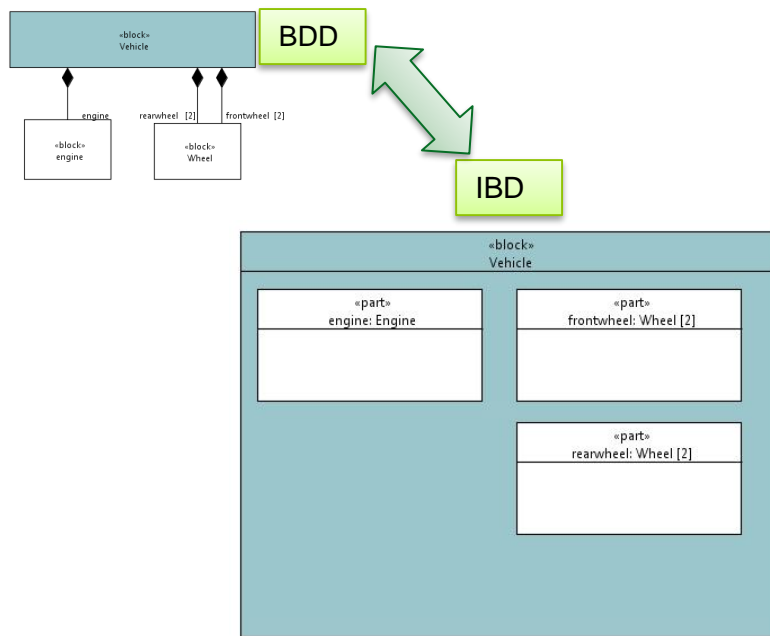 «block»
Vehicle
BDD
engine
rearwheel [2]
frontwheel [2]
«block»
engine
«block»
Wheel
IBD
«block»
Vehicle
«part»
engine: Engine
«part»
frontwheel: Wheel [2]
«part»
rearwheel: Wheel [2]